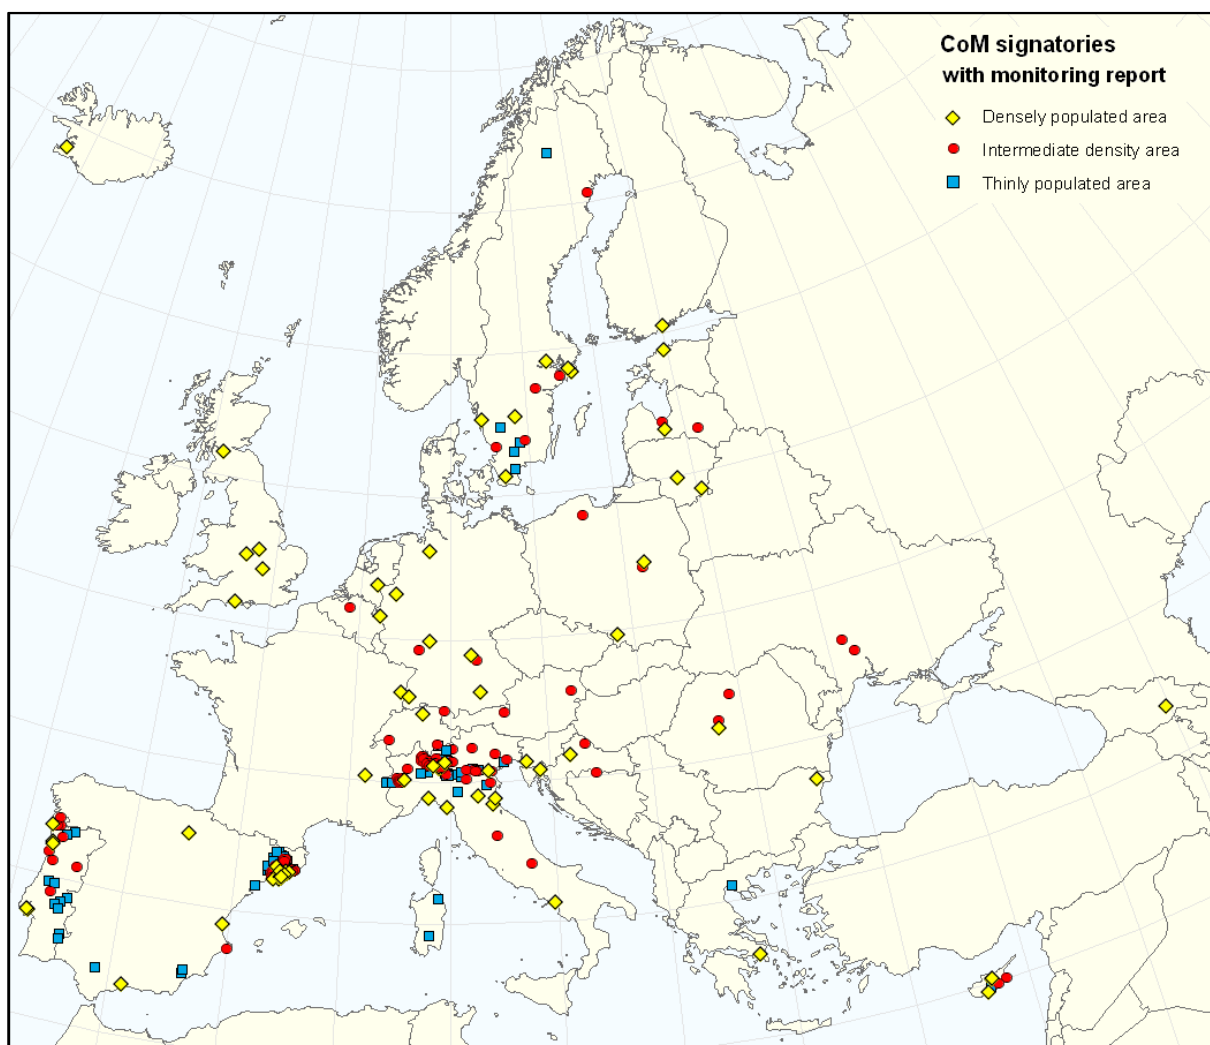 CoM signatories
with monitoring report
Densely populated area
Intermediate density area
Thinly populated area